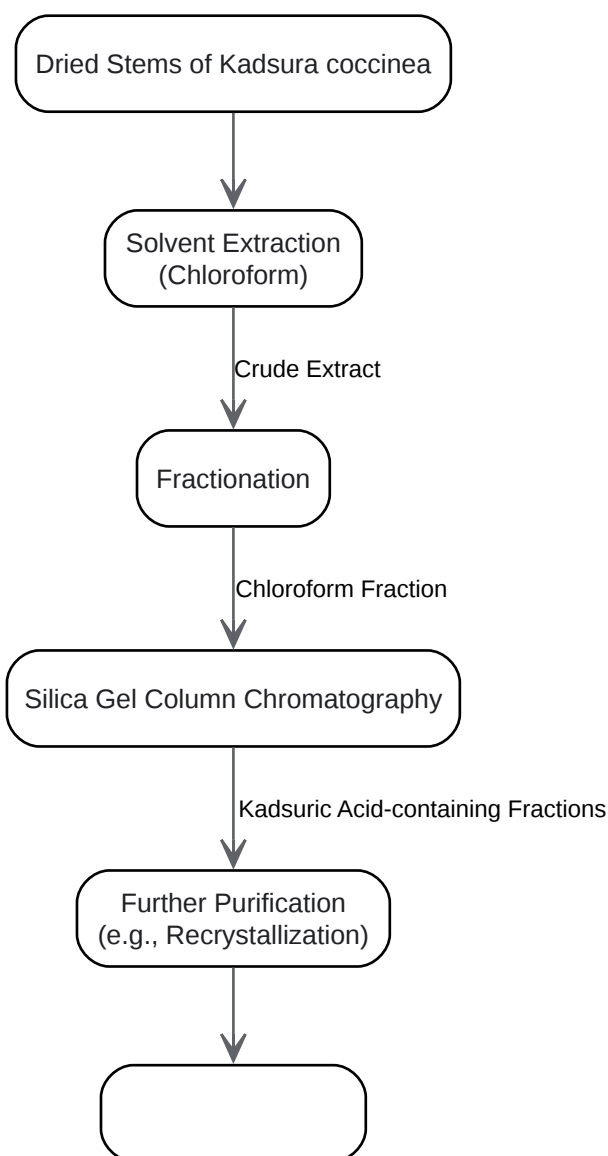 Dried Stems of Kadsura coccinea
Solvent Extraction
(Chloroform)
Crude Extract
Fractionation
Chloroform Fraction
Silica Gel Column Chromatography
Kadsuric Acid-containing Fractions
Further Purification
(e.g., Recrystallization)